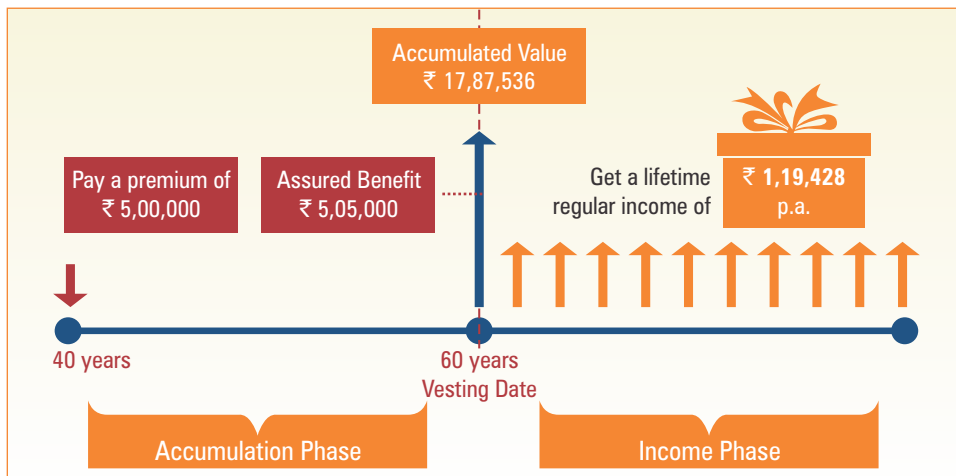 Accumulated Value
₹ 17,87,536
Pay a premium of
₹ 5,00,000
Assured Benefit
₹ 5,05,000
Get a lifetime
regular income of
₹ 1,19,428
p.a.
40 years
60 years
Vesting Date
Accumulation Phase
Income Phase